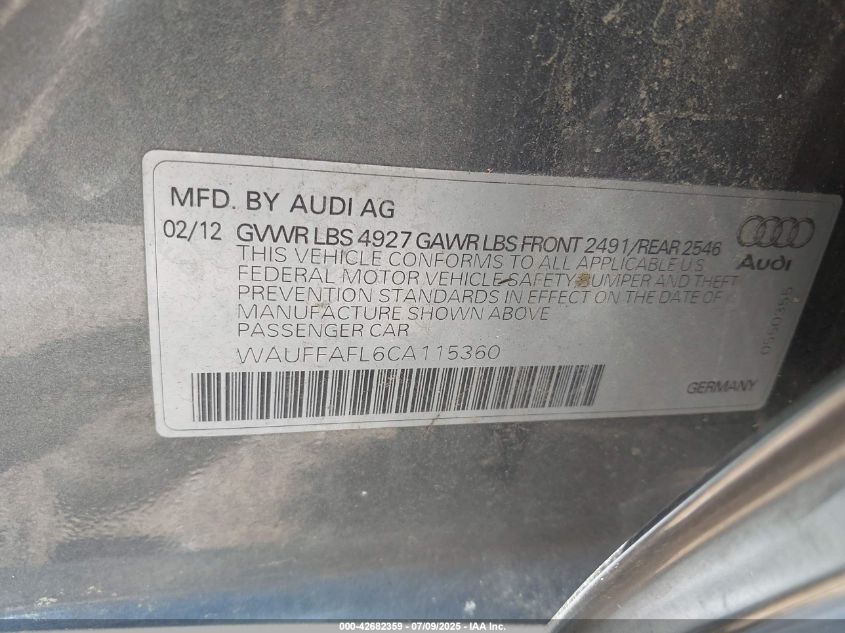 MFD. BY AUDI AG
02/12 GVWR LBS 4927 GAWR LBS FRONT 2491/REAR 2546
THIS VEHICLE CONFORMS TO ALL APPLICABLE U.S.
FEDERAL MOTOR VEHICLE SAFETY BUMPER AND THEFT
PREVENTION STANDARDS IN EFFECT ON THE DATE OF
MANUFACTURE SHOWN ABOVE
PASSENGER CAR
WAUFFAFL6CA115360
Audi
0550355
GERMANY
000-42682359 - 07/09/2025 - IAA Inc.